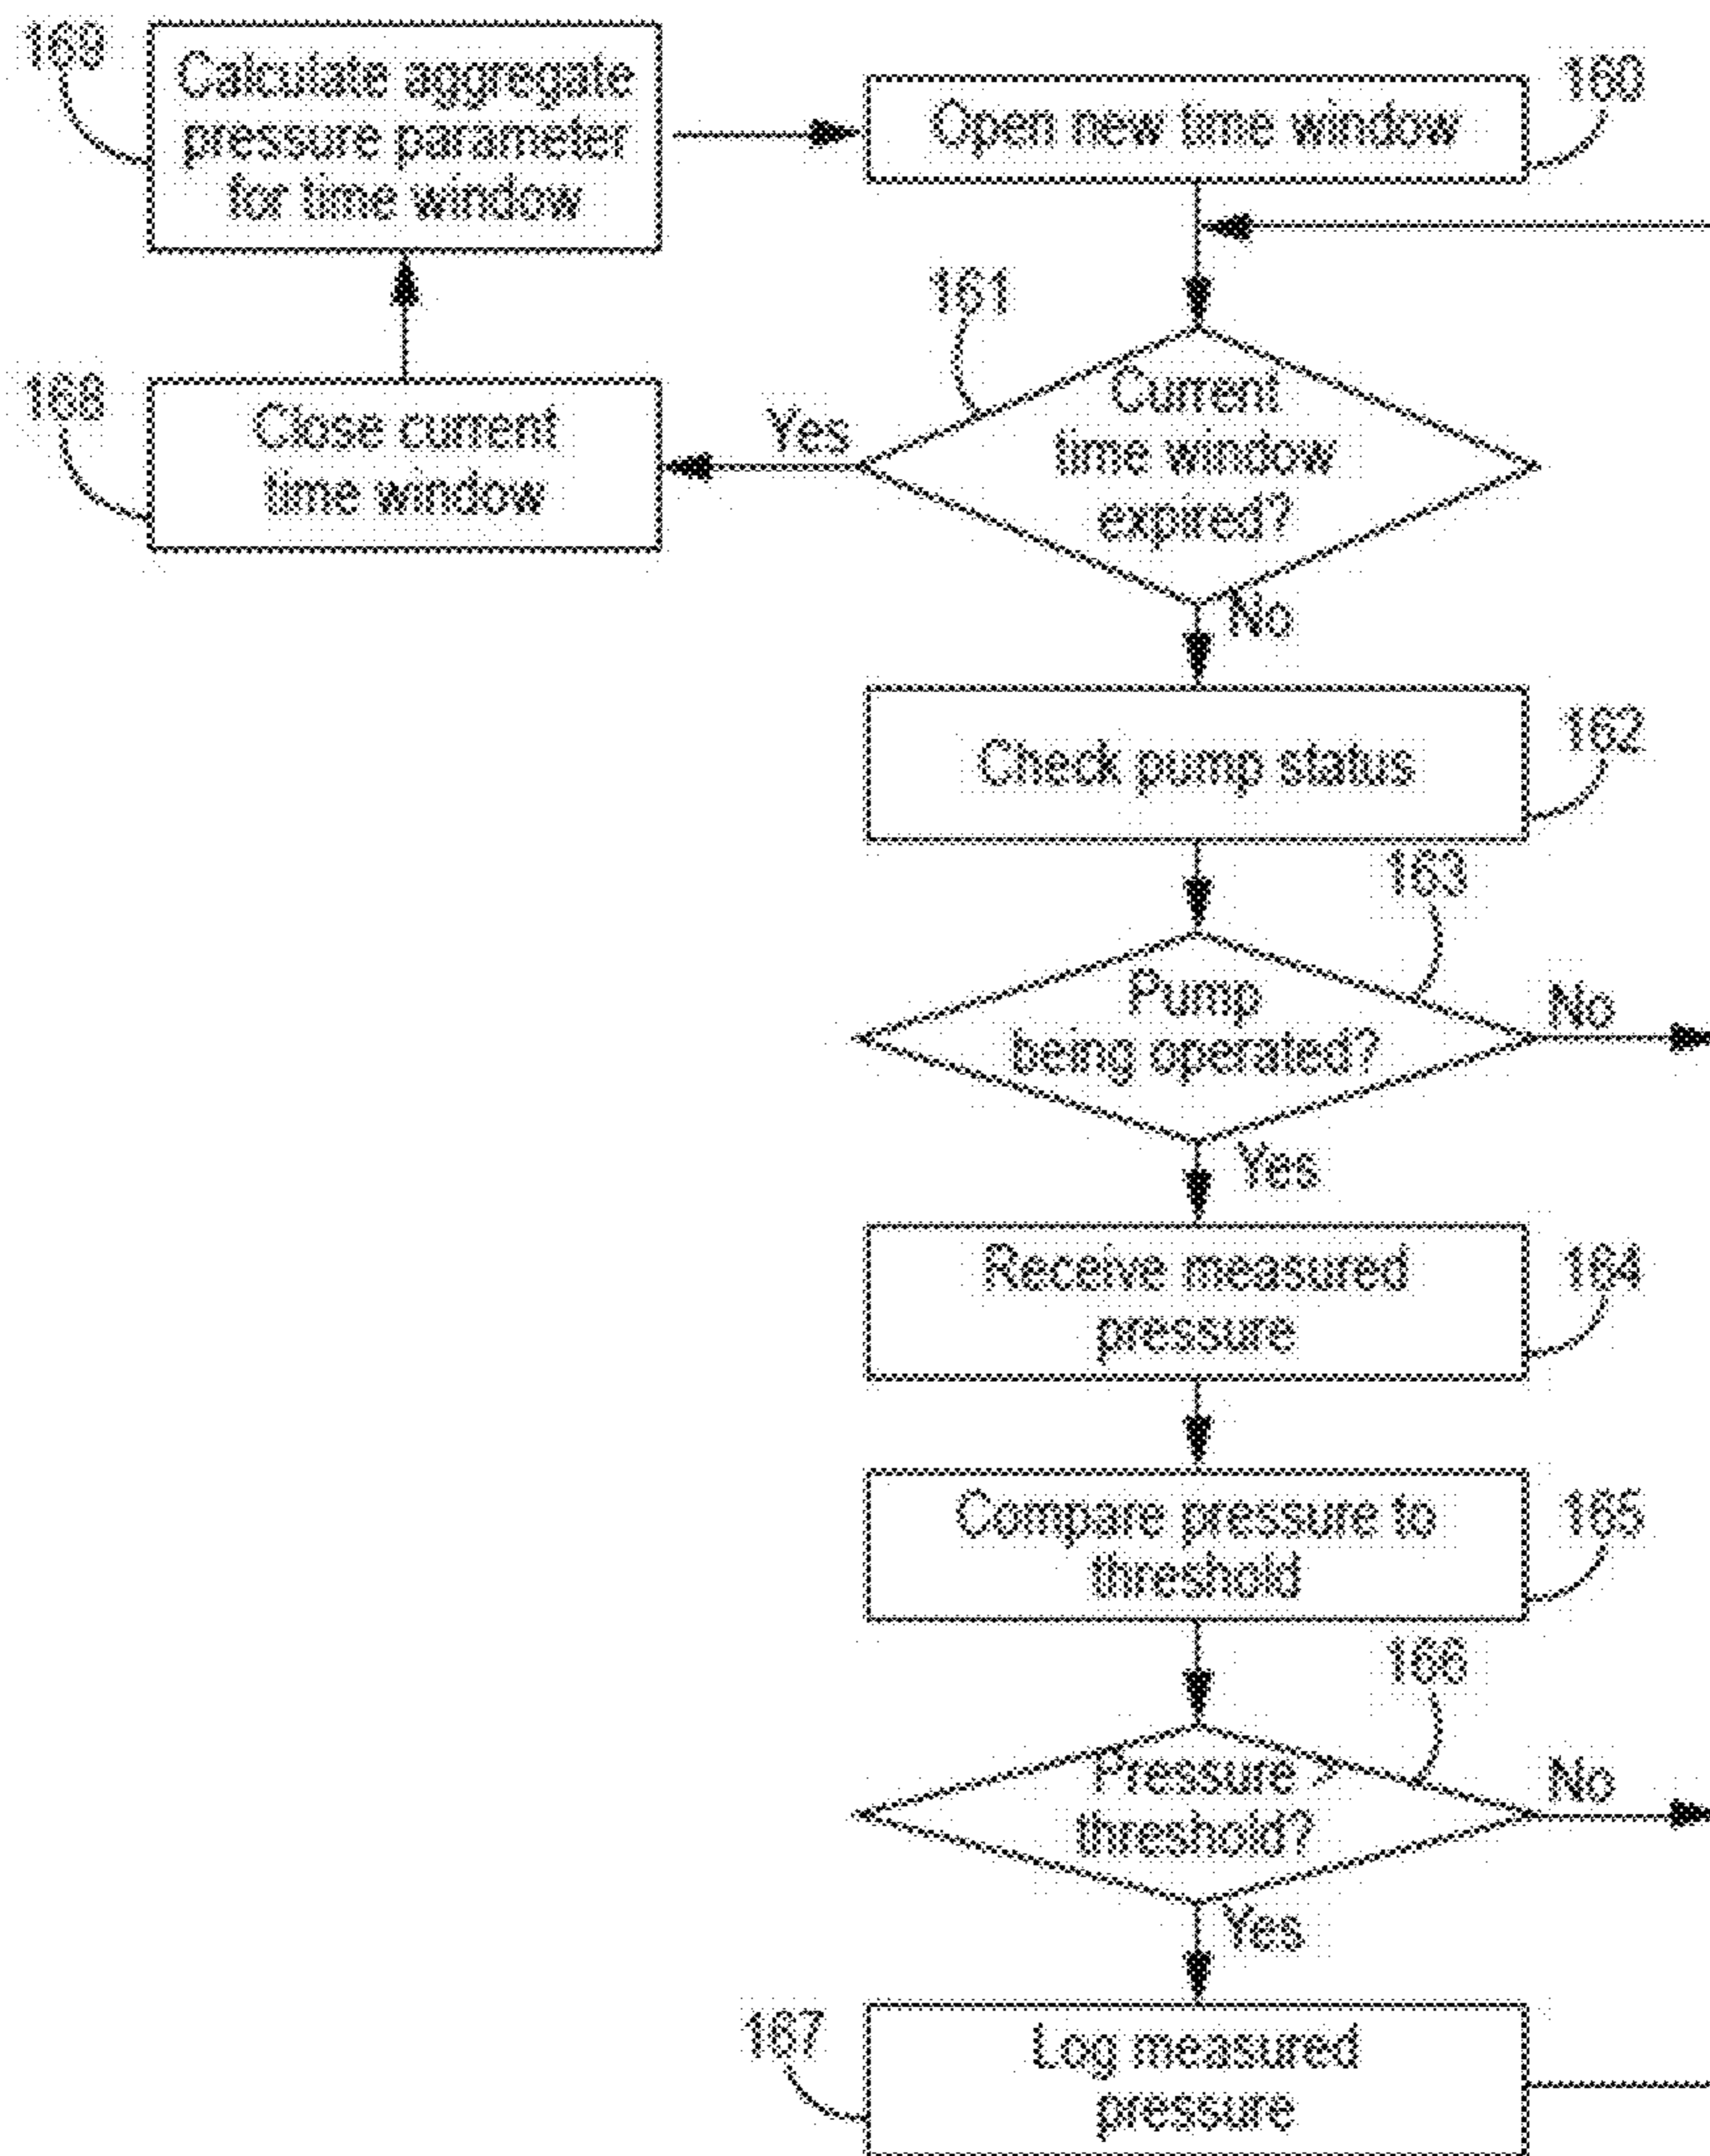 169
Calculate aggregate
pressure parameter
for time window
Open new time window
160
161
168
Close current
time window
Yes
Current
time window
expired?
No
Check pump status
162
163
Pump
being operated?
No
Yes
Receive measured
pressure
164
Compare pressure to
threshold
165
166
Pressure >
threshold?
No
Yes
167
Log measured
pressure